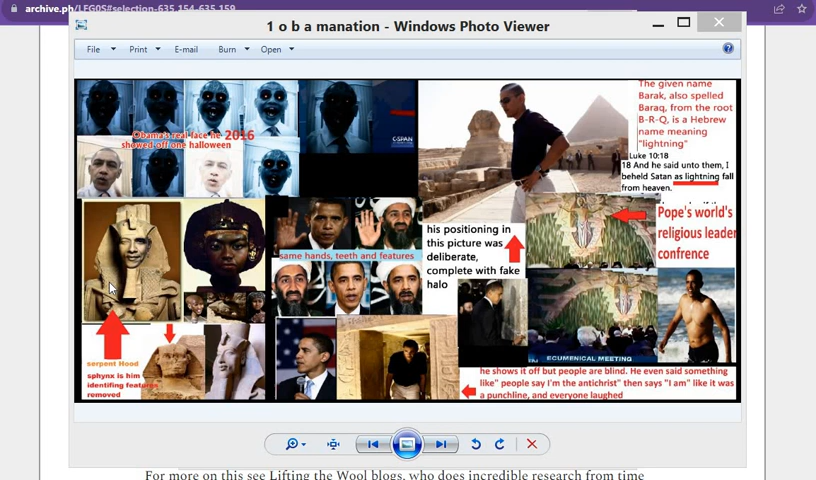 archive.ph/LFG0S#selection-635.154-635.159
1 o b a manation - Windows Photo Viewer
File Print E-mail Burn Open
Obama's real face he 2016
showed off one halloween
C-SPAN
The given name
Barak, also spelled
Baraq, from the root
B-R-Q, is a Hebrew
name meaning
"lightning"
Luke 10:18
18 And he said unto them, I
beheld Satan as lightning fall
from heaven.
Pope's world's
religious leader
confrence
his positioning in
this picture was
deliberate,
complete with fake
halo
same hands, teeth and features
serpent Hood
sphynx is him
identifing features
removed
ECUMENICAL MEETING
he shows it off but people are blind. He even said something
like" people say I'm the antichrist" then says "I am" like it was
a punchline, and everyone laughed
For more on this see Lifting the Wool blogs, who does incredible research from time